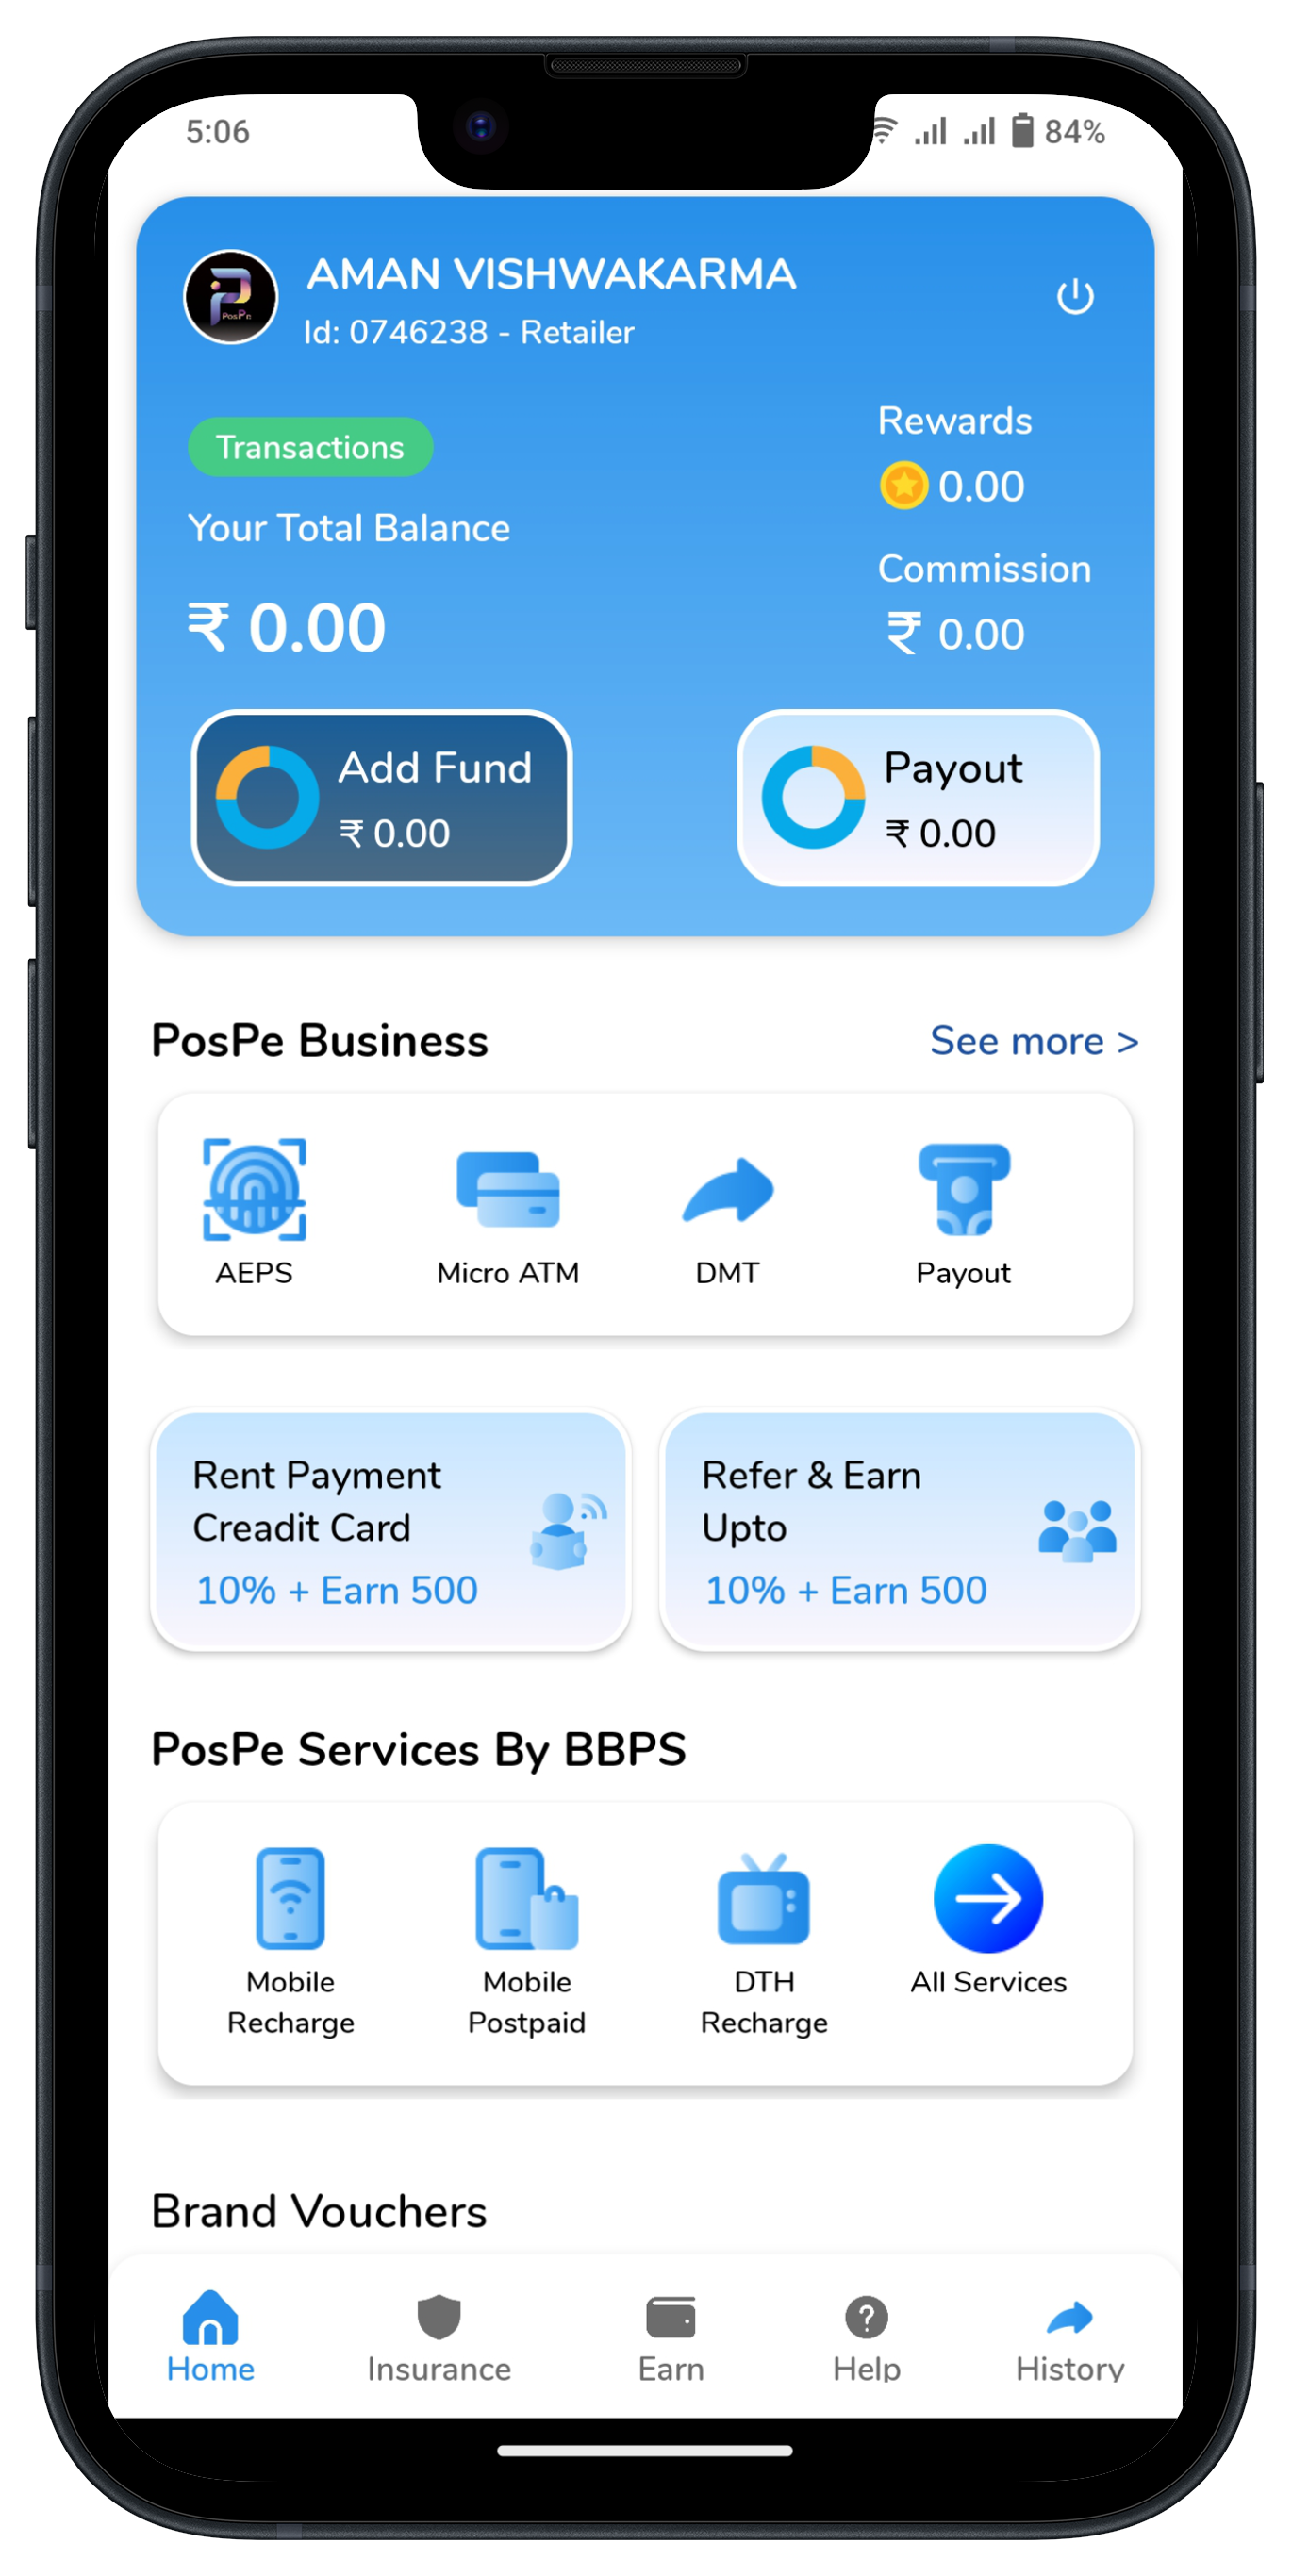 5:06
84%
AMAN VISHWAKARMA
Id: 0746238 - Retailer
PosPe
Transactions
Rewards
0.00
Your Total Balance
Commission
₹ 0.00
₹ 0.00
Add Fund
₹ 0.00
Payout
₹ 0.00
PosPe Business
See more >
AEPS
Micro ATM
DMT
Payout
Rent Payment
Creadit Card
10% + Earn 500
Refer & Earn
Upto
10% + Earn 500
PosPe Services By BBPS
Mobile
Recharge
Mobile
Postpaid
DTH
Recharge
All Services
Brand Vouchers
Home
Insurance
Earn
Help
History